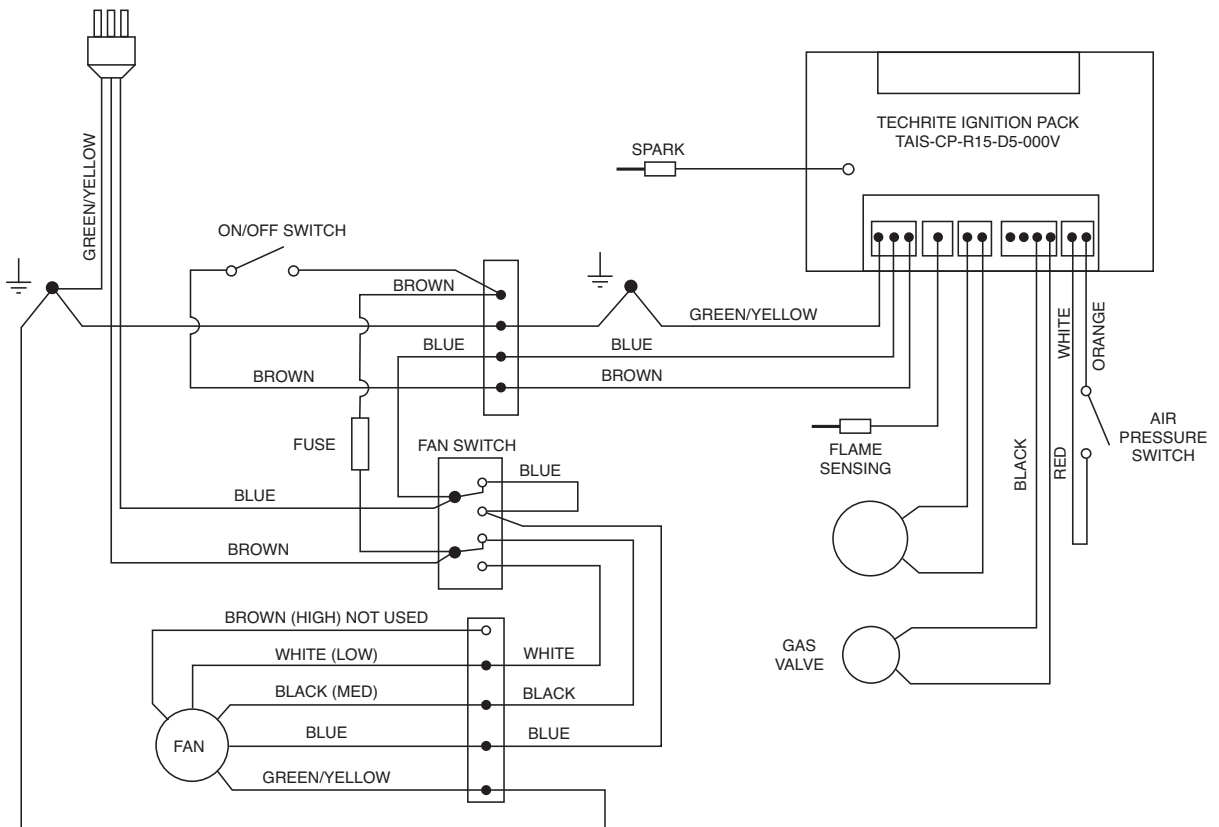 TECHRITE IGNITION PACK
TAIS-CP-R15-D5-000V
SPARK
GREEN/YELLOW
ON/OFF SWITCH
BROWN
GREEN/YELLOW
BLUE
BLUE
BROWN
BROWN
WHITE
ORANGE
FUSE
FAN SWITCH
BLUE
FLAME
SENSING
BLACK
RED
AIR
PRESSURE
SWITCH
BLUE
BROWN
BROWN (HIGH) NOT USED
WHITE (LOW)
WHITE
GAS
VALVE
BLACK (MED)
BLACK
FAN
BLUE
BLUE
GREEN/YELLOW